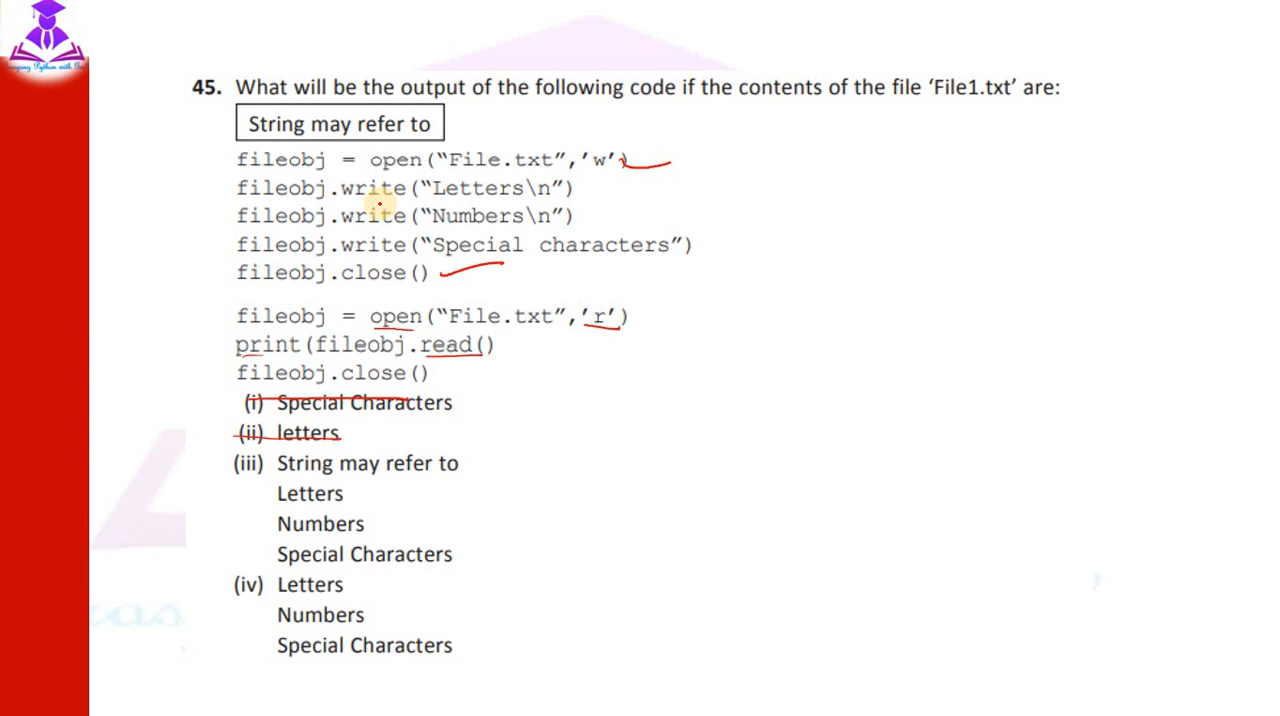 45. What will be the output of the following code if the contents of the file ‘File1.txt’ are:
String may refer to
fileobj = open(“File.txt”,’w’)
fileobj.write(“Letters\n”)
fileobj.write(“Numbers\n”)
fileobj.write(“Special characters”)
fileobj.close()
fileobj = open(“File.txt”,’r’)
print(fileobj.read()
fileobj.close()
(i) Special Characters
(ii) letters
(iii) String may refer to
Letters
Numbers
Special Characters
(iv) Letters
Numbers
Special Characters